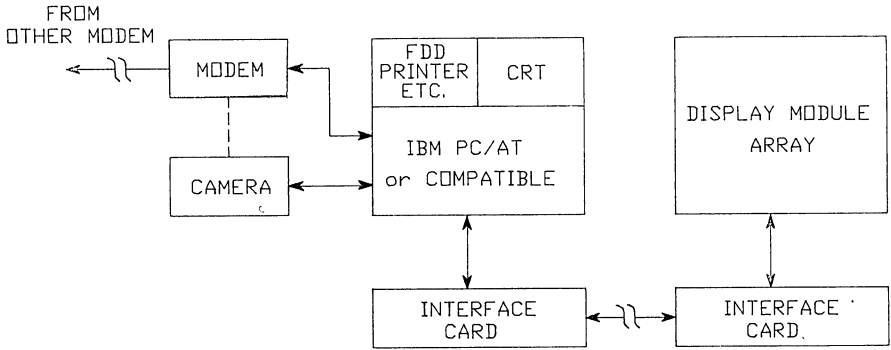 FROM
OTHER MODEM
MODEM
CAMERA
FDD
PRINTER
ETC.
CRT
IBM PC/AT
or COMPATIBLE
DISPLAY MODULE
ARRAY
INTERFACE
CARD
INTERFACE
CARD.